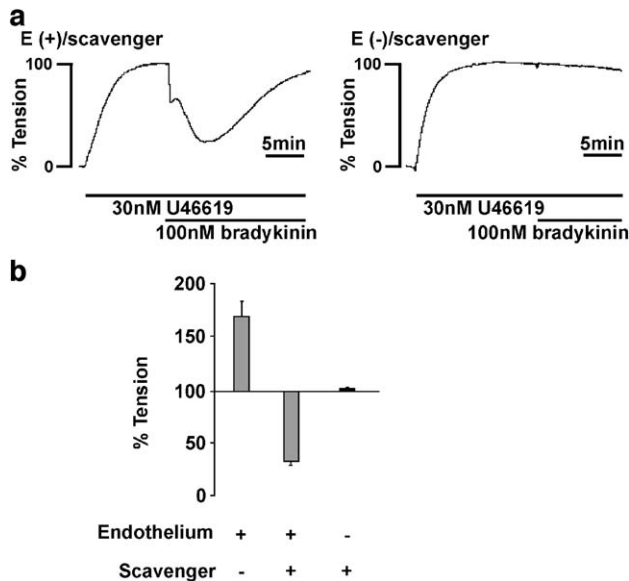 a
E (+)/scavenger
E (-)/scavenger
100
0
% Tension
5min
30nM U46619
100nM bradykinin
100
0
% Tension
5min
30nM U46619
100nM bradykinin
b
200
150
100
50
0
% Tension
Endothelium + + -
Scavenger - + +